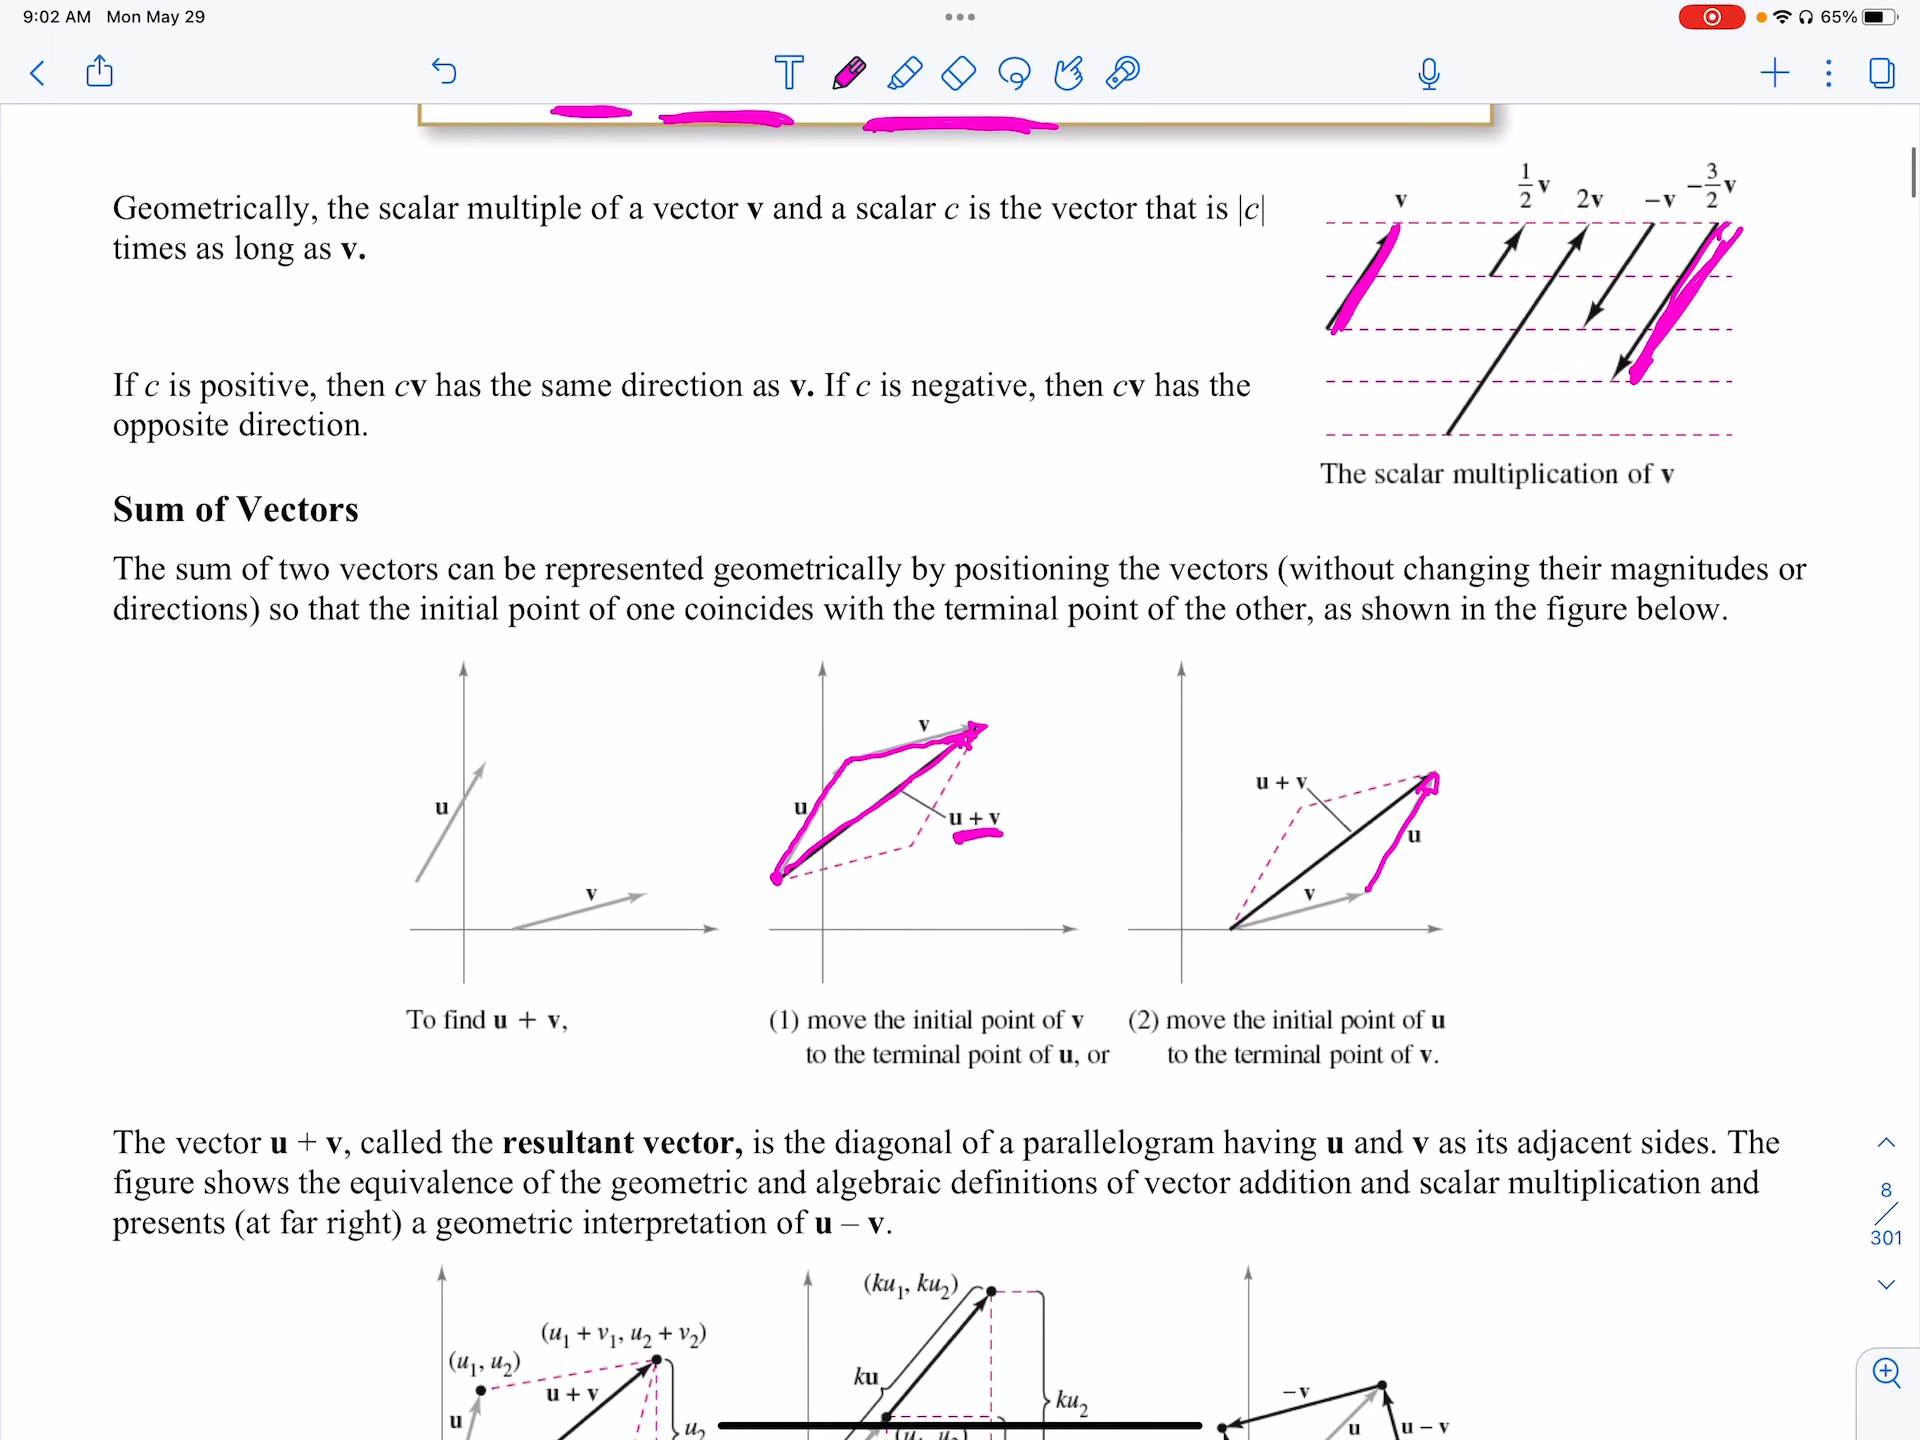 9:02 AM Mon May 29
65%
Geometrically, the scalar multiple of a vector v and a scalar c is the vector that is |c|
times as long as v.
v
1/2 v
2v
−v
−3/2 v
If c is positive, then cv has the same direction as v. If c is negative, then cv has the
opposite direction.
The scalar multiplication of v
Sum of Vectors
The sum of two vectors can be represented geometrically by positioning the vectors (without changing their magnitudes or
directions) so that the initial point of one coincides with the terminal point of the other, as shown in the figure below.
u
v
v
u
u + v
u + v
u
v
To find u + v,
(1) move the initial point of v
to the terminal point of u, or
(2) move the initial point of u
to the terminal point of v.
The vector u + v, called the resultant vector, is the diagonal of a parallelogram having u and v as its adjacent sides. The
figure shows the equivalence of the geometric and algebraic definitions of vector addition and scalar multiplication and
presents (at far right) a geometric interpretation of u – v.
8
/
301
(u₁ + v₁, u₂ + v₂)
(u₁, u₂)
u + v
u
u₂
(ku₁, ku₂)
ku
ku₂
−v
u
u − v